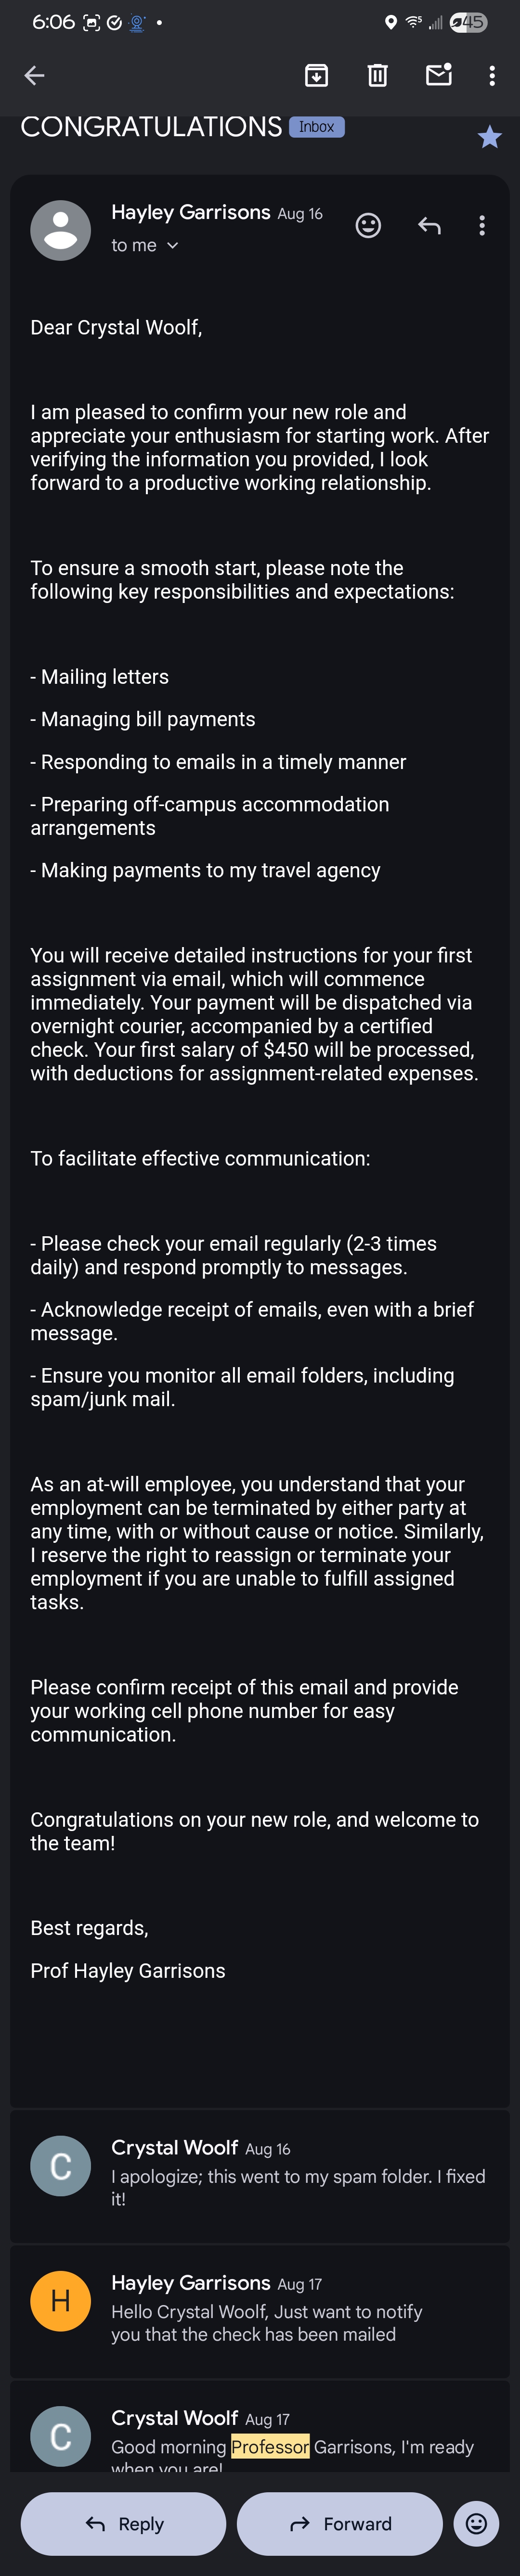 6:06
45
CONGRATULATIONS Inbox
Hayley Garrisons Aug 16
to me
Dear Crystal Woolf,
I am pleased to confirm your new role and
appreciate your enthusiasm for starting work. After
verifying the information you provided, I look
forward to a productive working relationship.
To ensure a smooth start, please note the
following key responsibilities and expectations:
- Mailing letters
- Managing bill payments
- Responding to emails in a timely manner
- Preparing off-campus accommodation
arrangements
- Making payments to my travel agency
You will receive detailed instructions for your first
assignment via email, which will commence
immediately. Your payment will be dispatched via
overnight courier, accompanied by a certified
check. Your first salary of $450 will be processed,
with deductions for assignment-related expenses.
To facilitate effective communication:
- Please check your email regularly (2-3 times
daily) and respond promptly to messages.
- Acknowledge receipt of emails, even with a brief
message.
- Ensure you monitor all email folders, including
spam/junk mail.
As an at-will employee, you understand that your
employment can be terminated by either party at
any time, with or without cause or notice. Similarly,
I reserve the right to reassign or terminate your
employment if you are unable to fulfill assigned
tasks.
Please confirm receipt of this email and provide
your working cell phone number for easy
communication.
Congratulations on your new role, and welcome to
the team!
Best regards,
Prof Hayley Garrisons
C
Crystal Woolf Aug 16
I apologize; this went to my spam folder. I fixed
it!
H
Hayley Garrisons Aug 17
Hello Crystal Woolf, Just want to notify
you that the check has been mailed
C
Crystal Woolf Aug 17
Good morning Professor Garrisons, I'm ready
when you are!
Reply
Forward